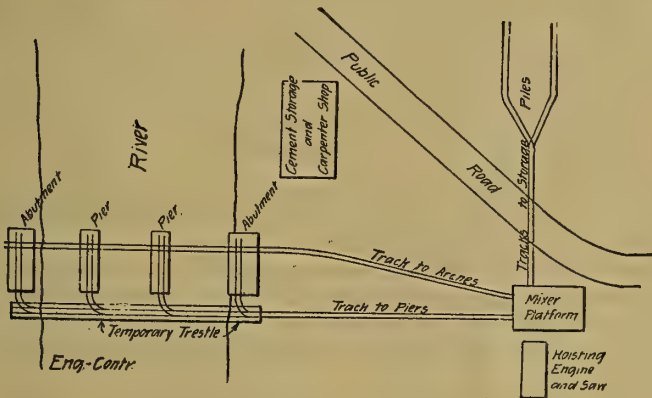 Public
Road
Piles
Tracks to Storage
Cement Storage
and
Carpenter Shop
River
Abutment
Pier
Pier
Abutment
Track to Arches
Track to Piers
Mixer
Platform
Temporary Trestle
Eng-Contr.
Hoisting
Engine
and Saw